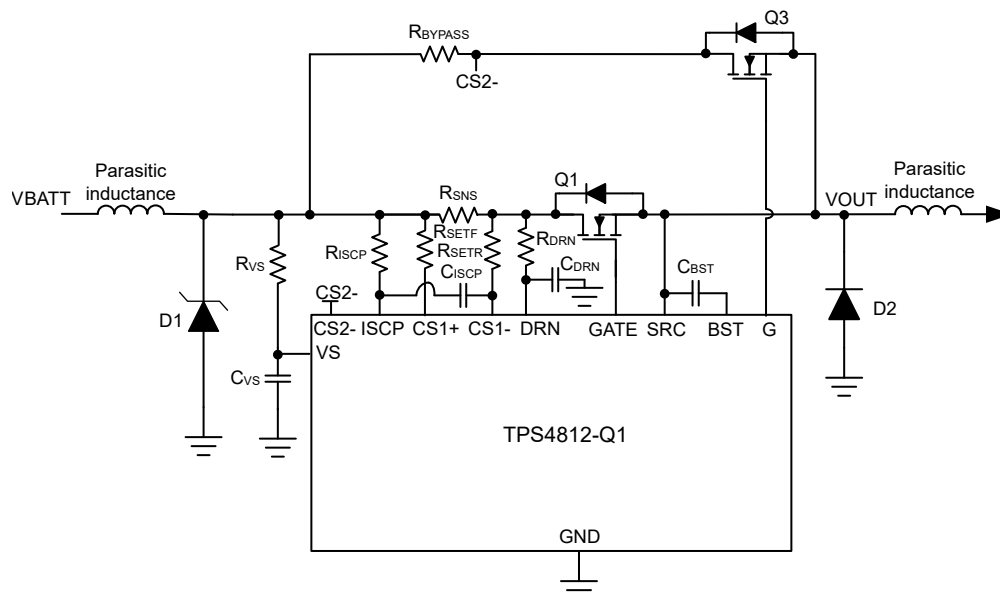 Q3
RBYPASS
CS2-
Parasitic
inductance
VBATT
RSNS
Q1
VOUT
Parasitic
inductance
RISCP
RSETF
RSETR
RDRN
CISCP
CDRN
CBST
RVS
D1
CS2-
D2
CS2-
ISCP
CS1+
CS1-
DRN
GATE
SRC
BST
G
VS
CVS
TPS4812-Q1
GND